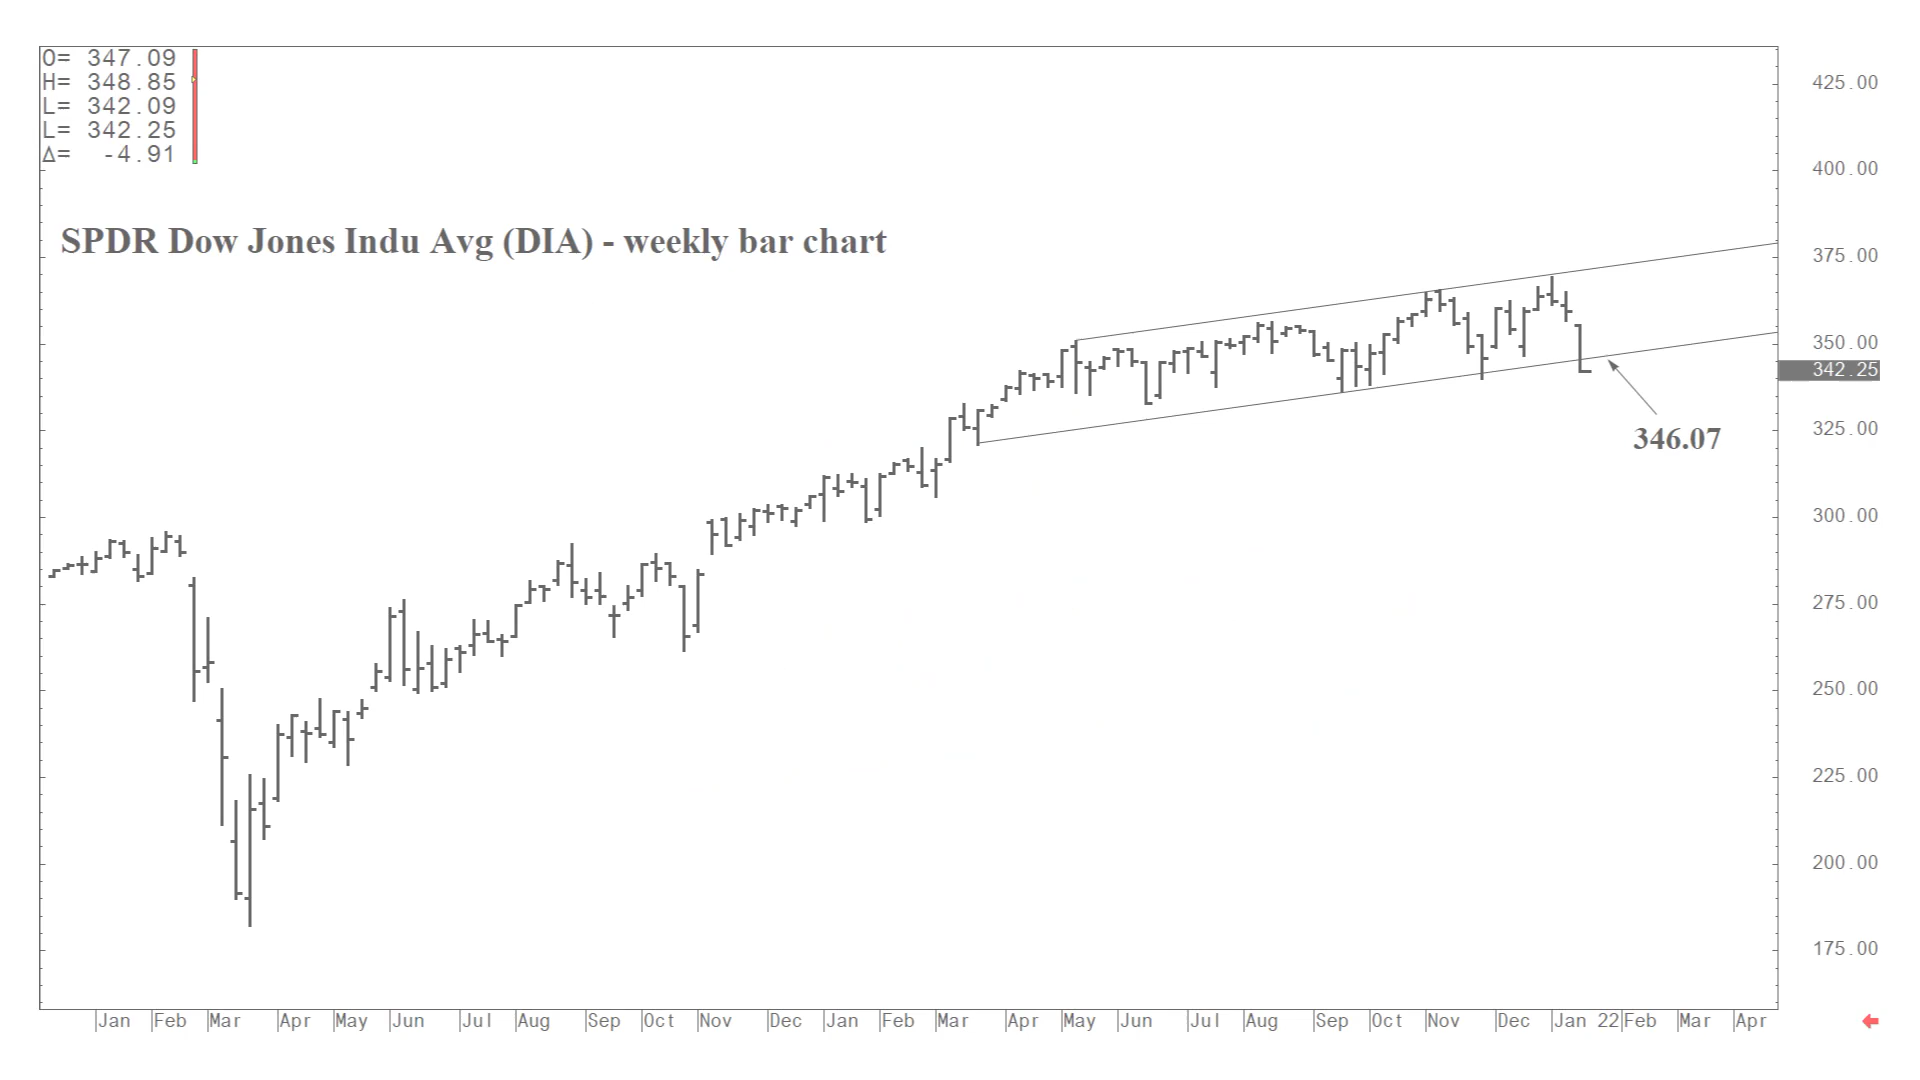 O= 347.09
H= 348.85
L= 342.09
L= 342.25
Δ= -4.91
SPDR Dow Jones Indu Avg (DIA) - weekly bar chart
425.00
400.00
375.00
350.00
342.25
325.00
346.07
300.00
275.00
250.00
225.00
200.00
175.00
Jan Feb Mar Apr May Jun Jul Aug Sep Oct Nov Dec Jan Feb Mar Apr May Jun Jul Aug Sep Oct Nov Dec Jan 22 Feb Mar Apr